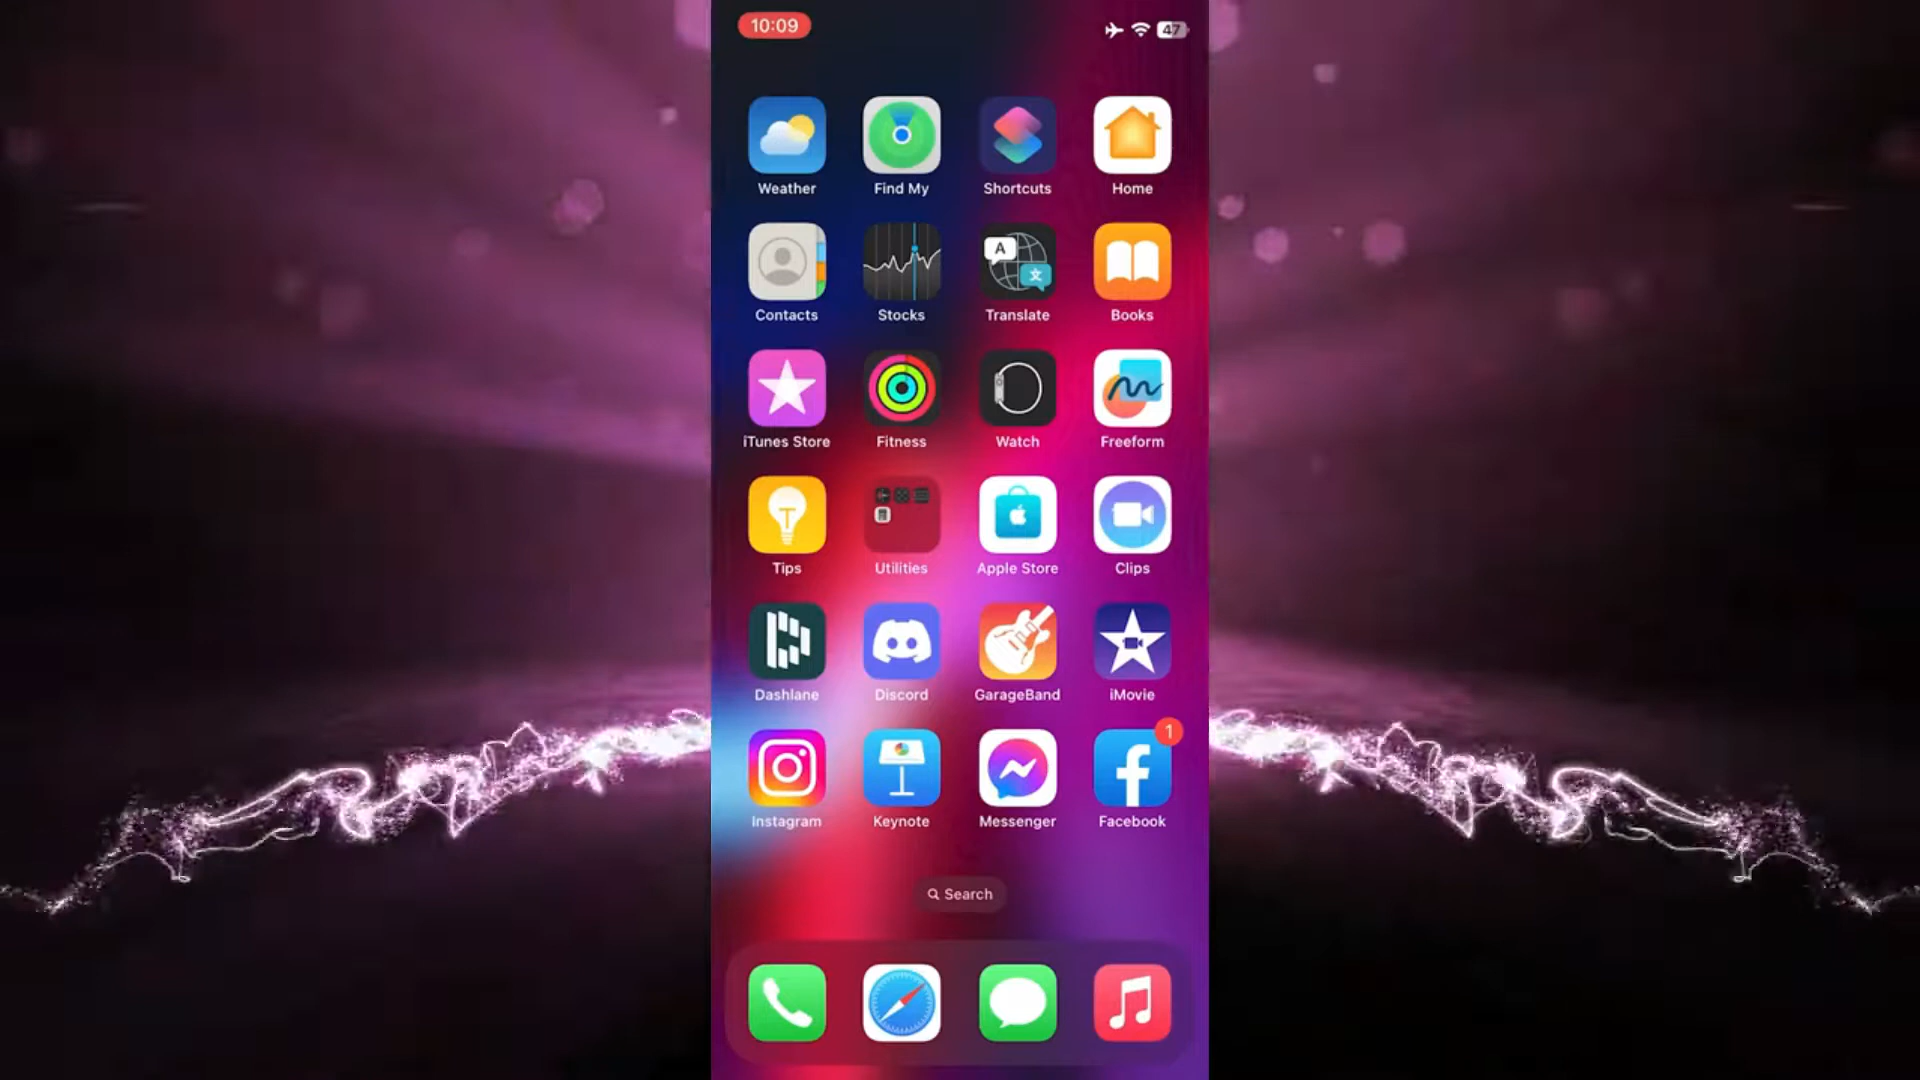 10:09
47
Weather Find My Shortcuts Home
A
文
Contacts Stocks Translate Books
iTunes Store Fitness Watch Freeform
Tips Utilities Apple Store Clips
Dashlane Discord GarageBand iMovie
1
Instagram Keynote Messenger Facebook
Search